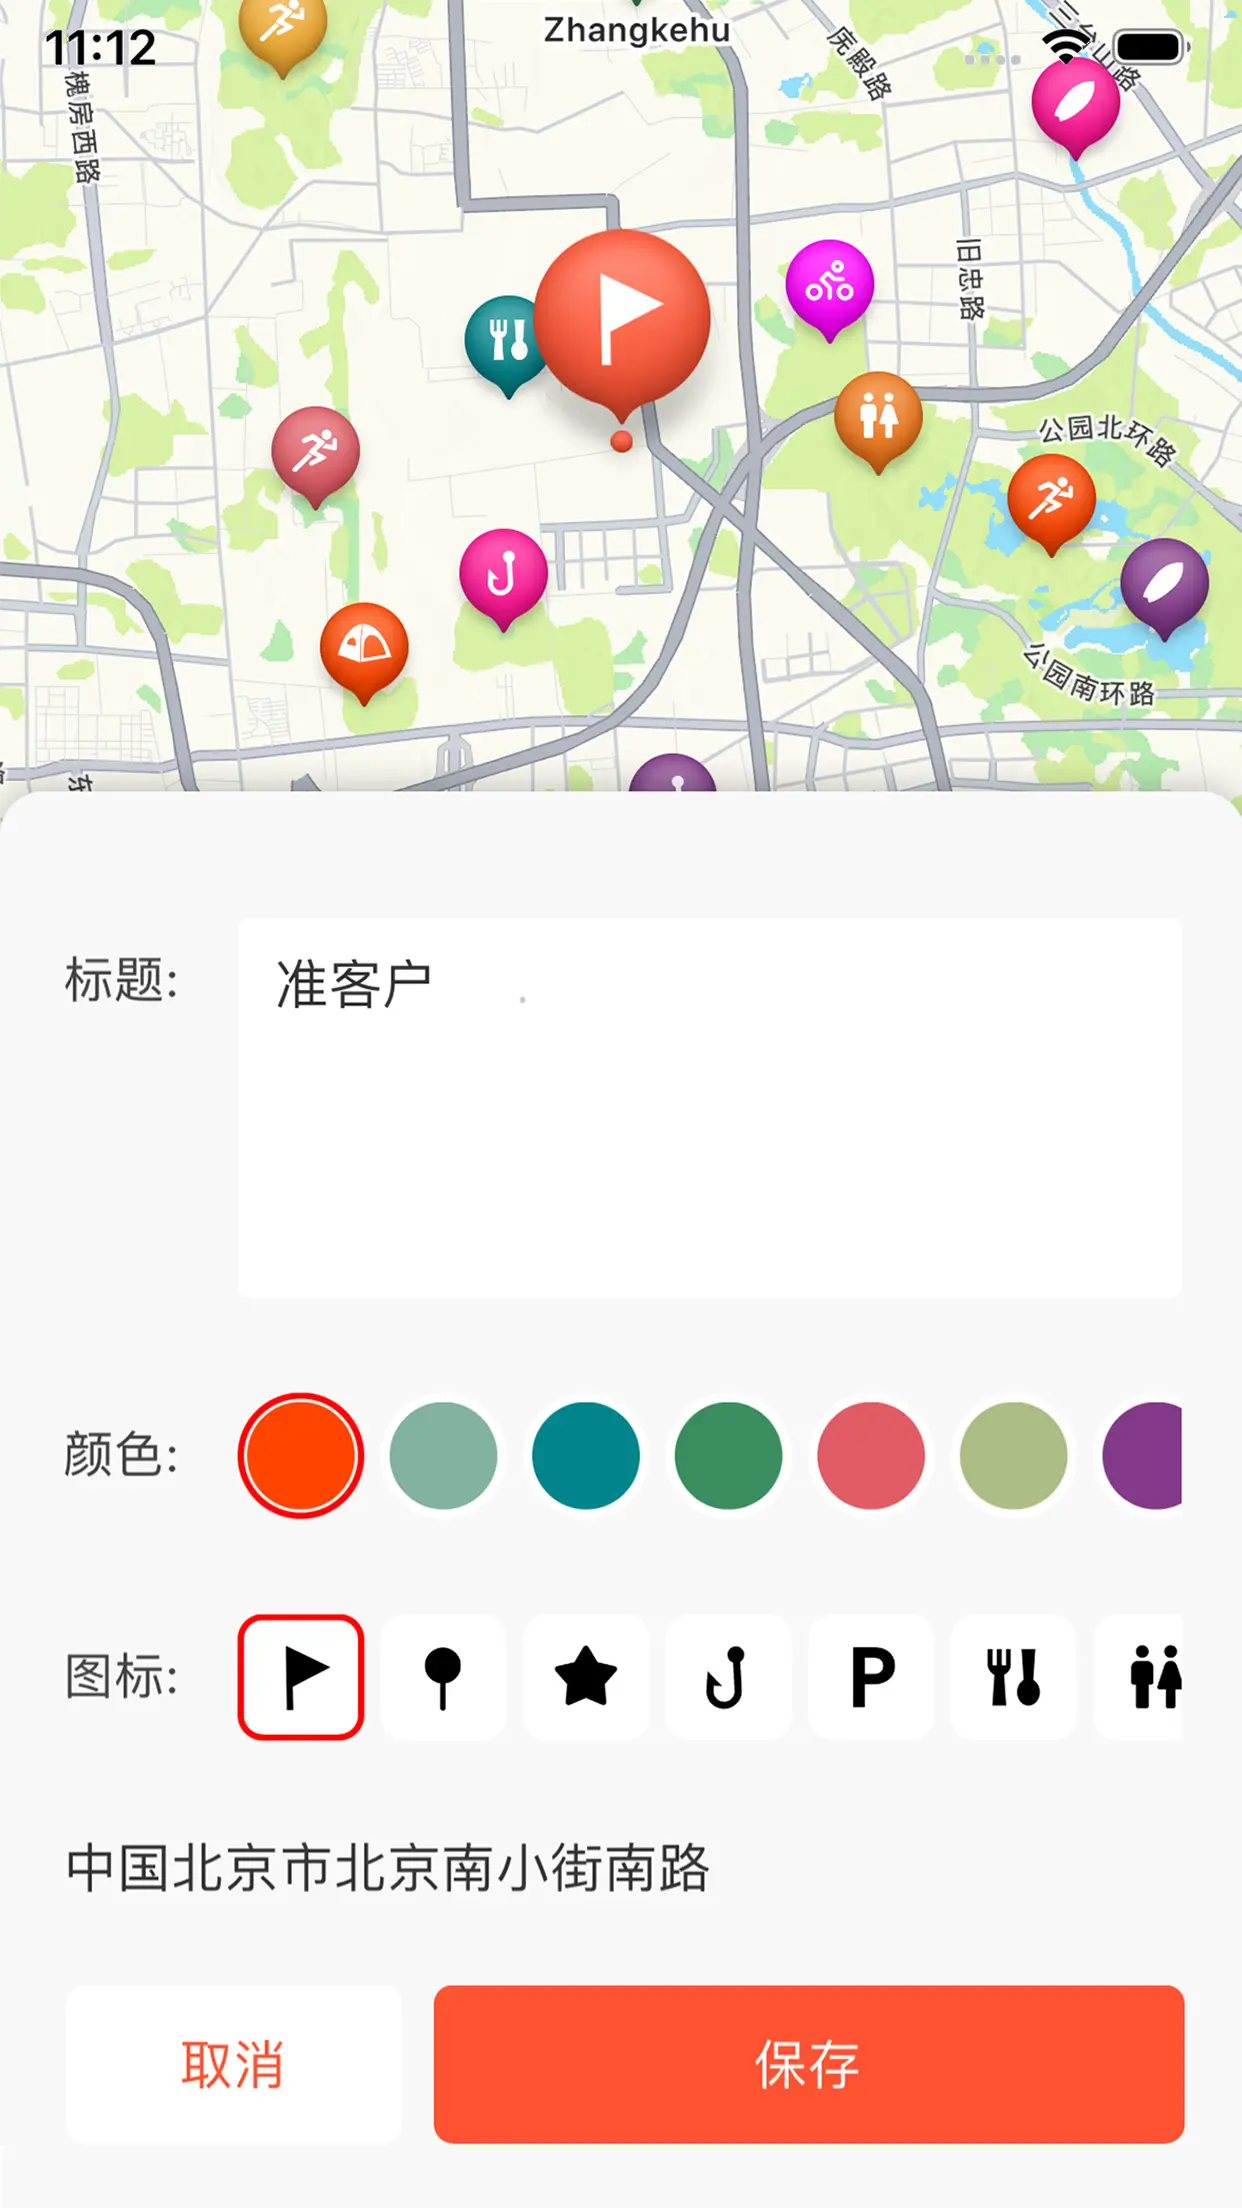 11:12
Zhangkehu
庑殿路
三台山路
槐房西路
旧忠路
公园北环路
公园南环路
东
标题:
准客户
颜色:
图标:
P
中国北京市北京南小街南路
取消
保存